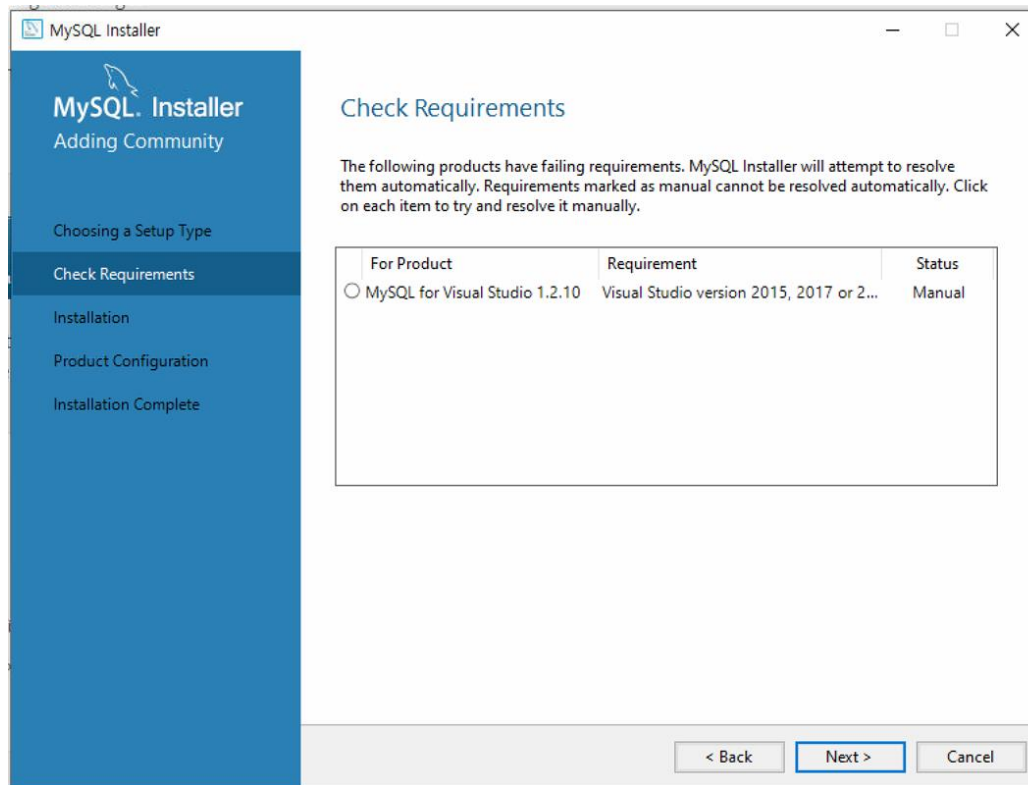 MySQL Installer
MySQL. Installer
Adding Community
Choosing a Setup Type
Check Requirements
Installation
Product Configuration
Installation Complete
Check Requirements
The following products have failing requirements. MySQL Installer will attempt to resolve
them automatically. Requirements marked as manual cannot be resolved automatically. Click
on each item to try and resolve it manually.
For Product Requirement Status
MySQL for Visual Studio 1.2.10 Visual Studio version 2015, 2017 or 2... Manual
< Back Next > Cancel